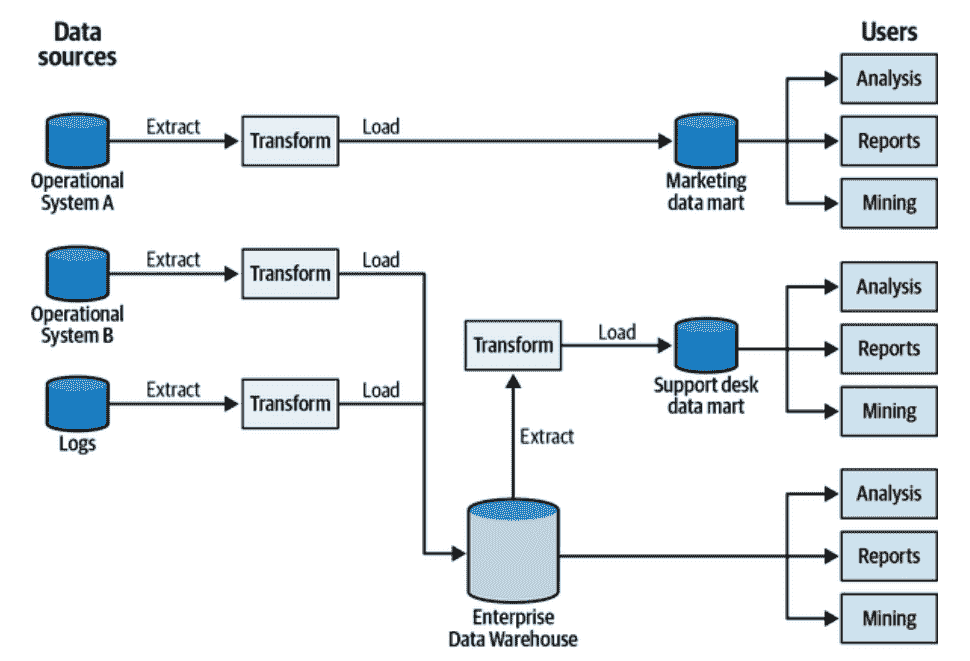 Data
sources
Users
Extract
Transform
Load
Operational
System A
Marketing
data mart
Analysis
Reports
Mining
Extract
Transform
Load
Operational
System B
Extract
Transform
Load
Logs
Transform
Load
Support desk
data mart
Extract
Analysis
Reports
Mining
Enterprise
Data Warehouse
Analysis
Reports
Mining